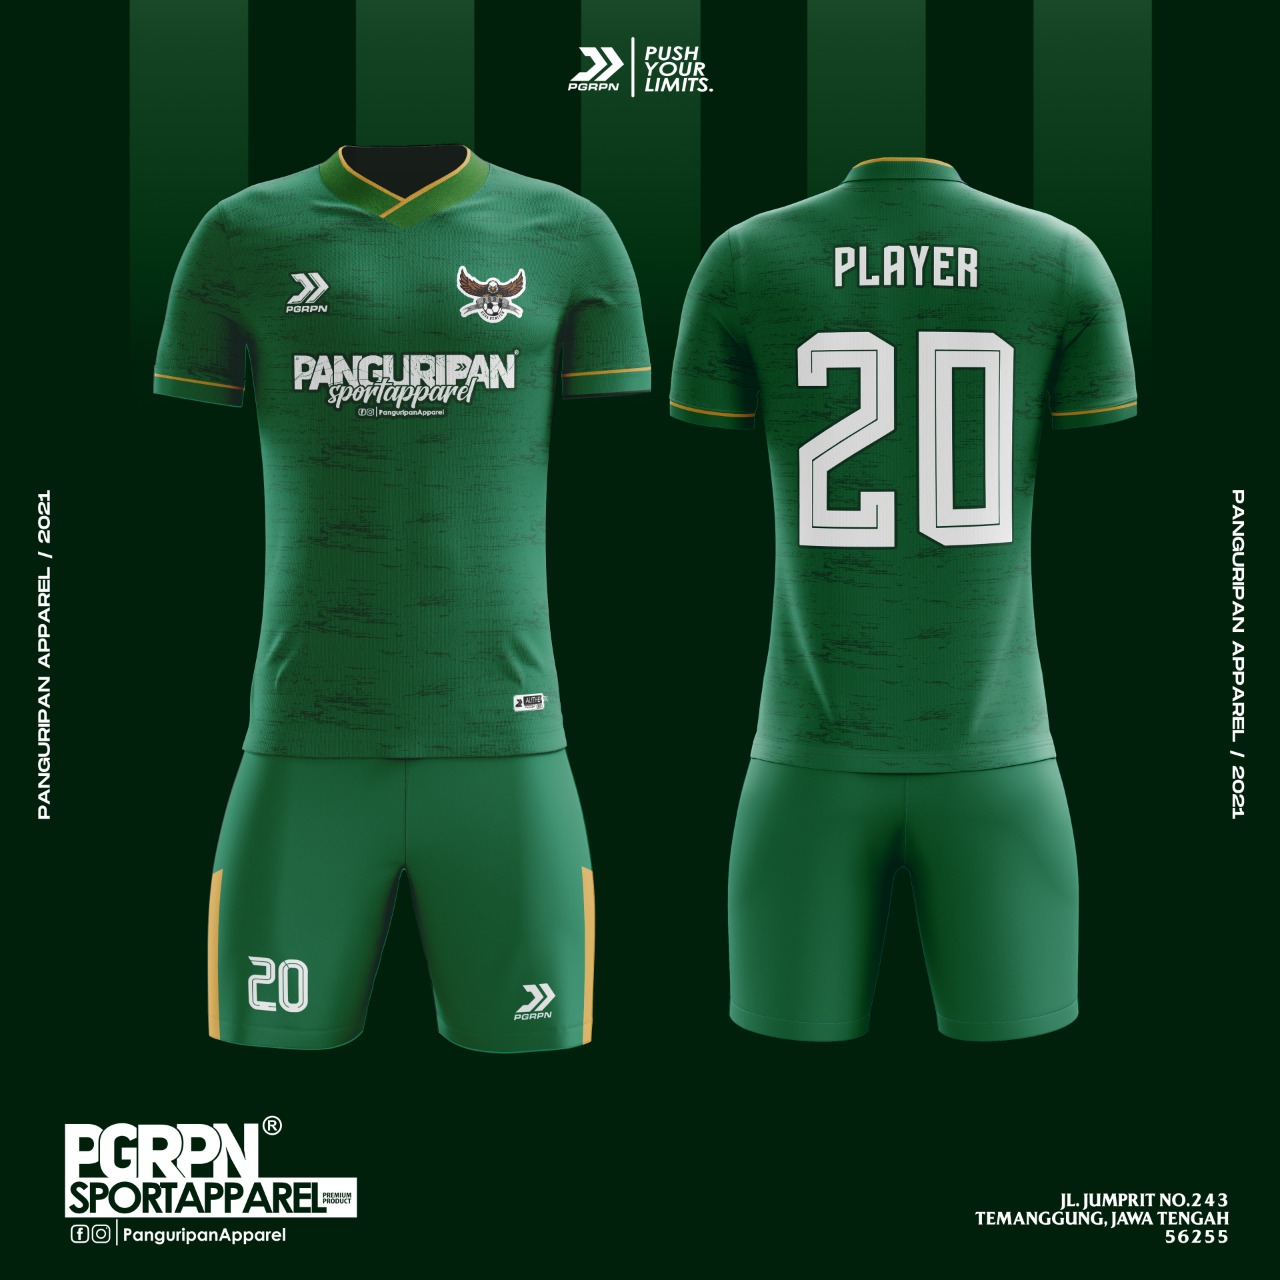 PGRPN
PUSH
YOUR
LIMITS.
PGRPN
PANGURIPAN
sportapparel
PanguripanApparel
PLAYER
20
PANGURIPAN APPAREL / 2021
PANGURIPAN APPAREL / 2021
20
PGRPN
PGRPN®
SPORTAPPAREL PREMIUM PRODUCT
PanguripanApparel
JL. JUMPRIT NO.243
TEMANGGUNG, JAWA TENGAH
56255